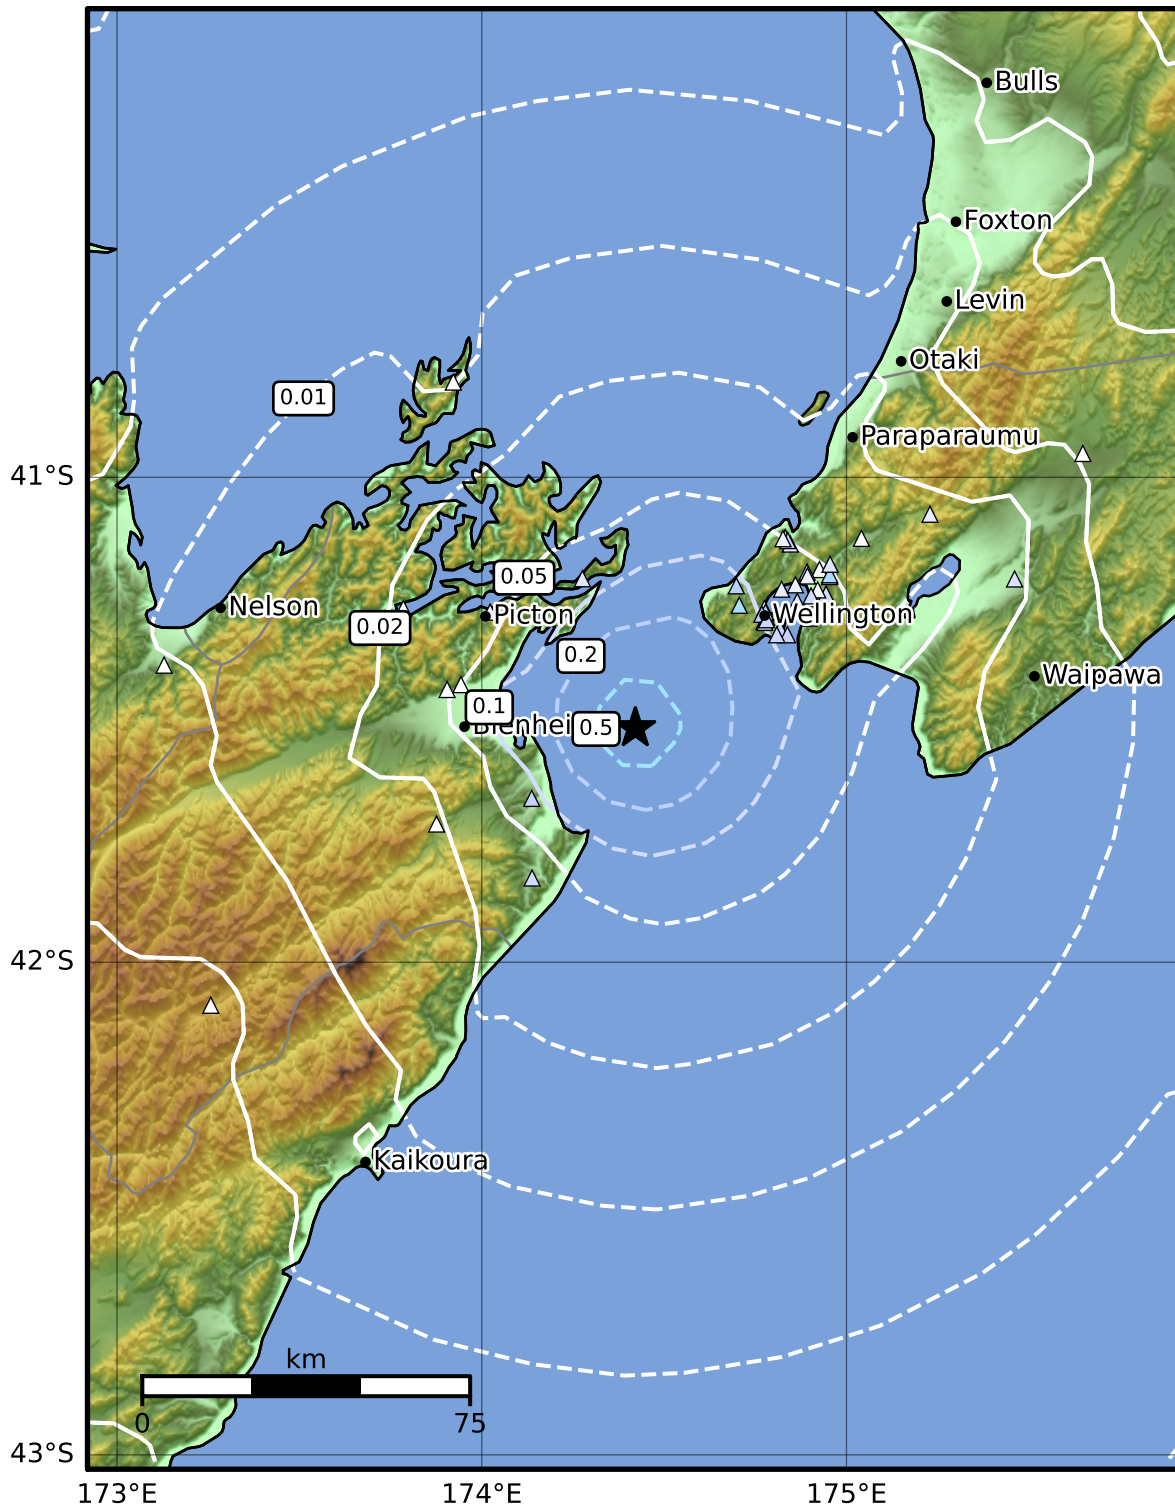 Bulls
Foxton
Levin
Otaki
0.01
Paraparaumu
41°S
0.05
Nelson
Picton
Wellington
0.02
0.2
Waipawa
0.1
Blenhei
0.5
42°S
Kaikoura
km
0
75
43°S
173°E
174°E
175°E